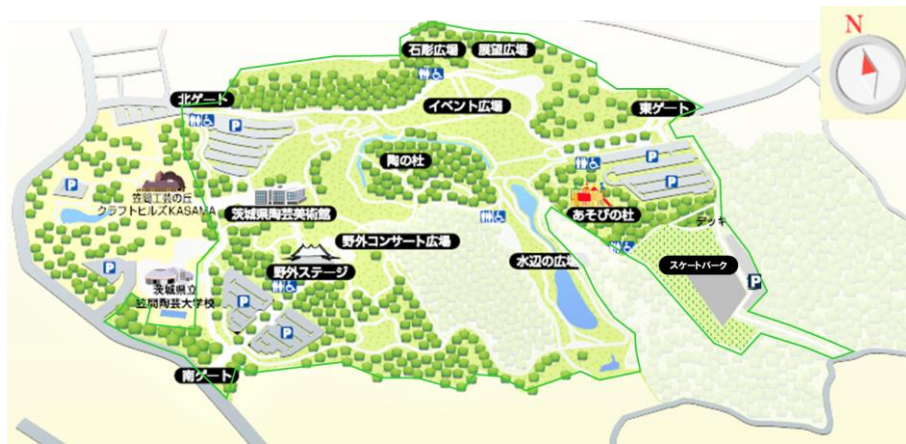 N
石彫広場
展望広場
北ゲート
イベント広場
東ゲート
P
P
陶の杜
P
笠間工芸の丘
クラフトヒルズKASAMA
茨城県陶芸美術館
あそびの杜
デッキ
野外コンサート広場
水辺の広場
スケートパーク
野外ステージ
P
P
茨城県立
笠間陶芸大学校
P
P
南ゲート